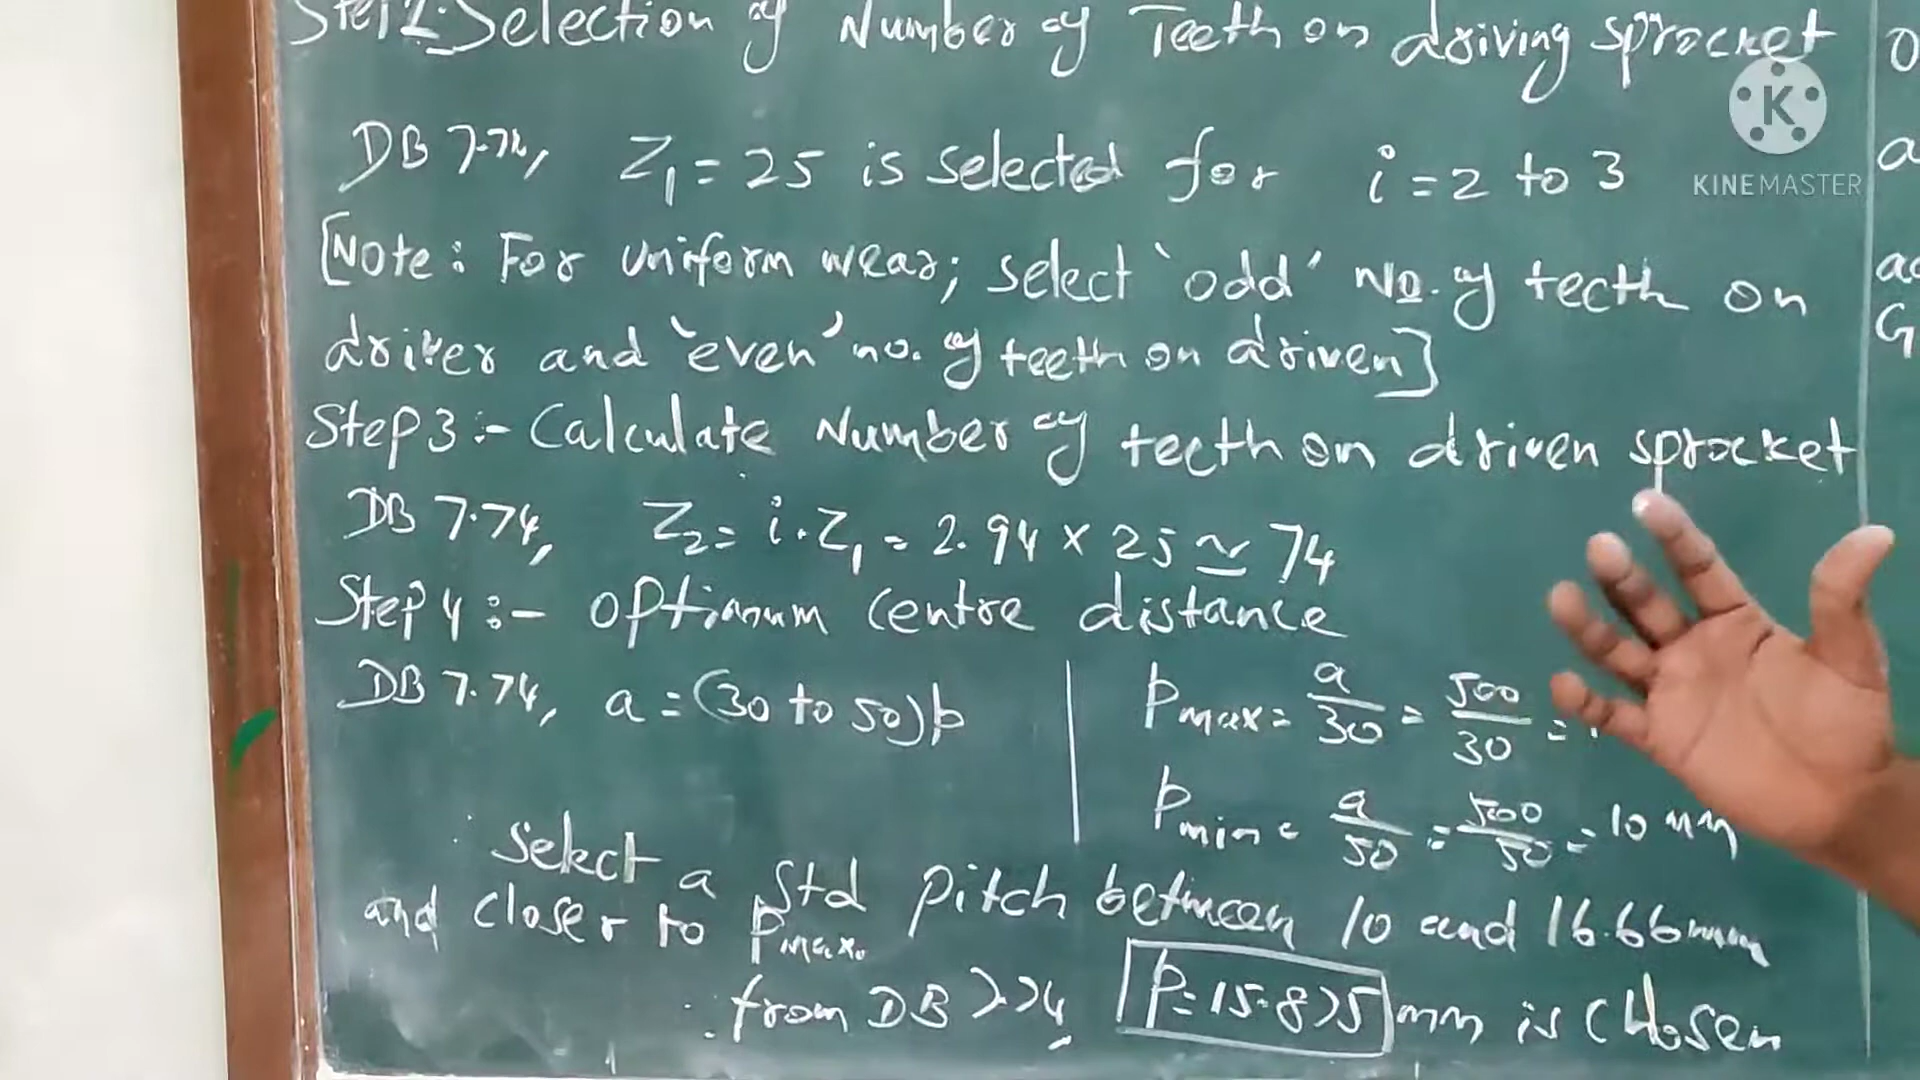 Step 2:- Selection of Number of Teeth on driving sprocket
DB 7.74, Z₁ = 25 is selected for i = 2 to 3
[Note: For uniform wear; select 'odd' No. of teeth on
driver and 'even' no. of teeth on driven]
Step 3:- Calculate Number of teeth on driven sprocket
DB 7.74, Z₂ = i·Z₁ = 2.94 × 25 ≃ 74
Step 4:- optimum centre distance
DB 7.74, a = (30 to 50)p
Pmax = a/30 = 500/30 =
Pmin = a/50 = 500/50 = 10 mm
Select a Std pitch between 10 and 16.66mm
and closer to Pmax.
∴ from DB 7.74, P = 15.875 mm is chosen
K
KINEMASTER